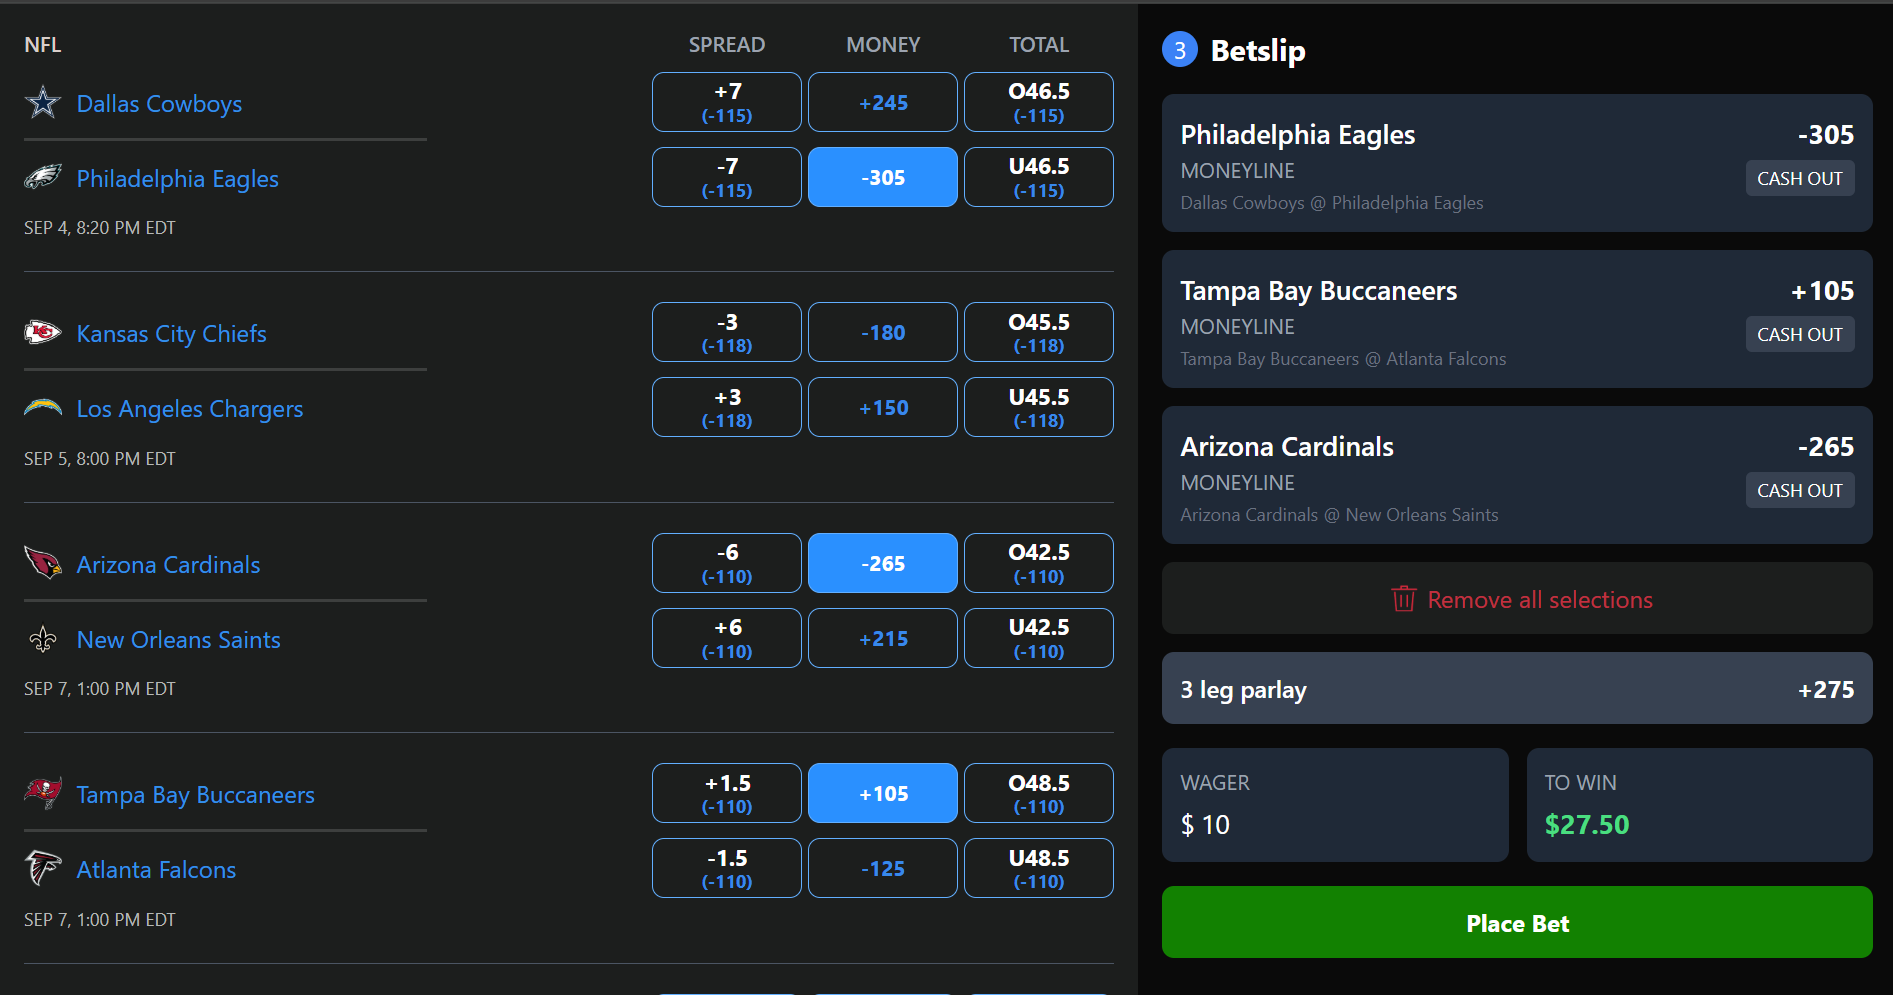 NFL SPREAD MONEY TOTAL
Dallas Cowboys +7 (-115) +245 O46.5 (-115)
Philadelphia Eagles -7 (-115) -305 U46.5 (-115)
SEP 4, 8:20 PM EDT
Kansas City Chiefs -3 (-118) -180 O45.5 (-118)
Los Angeles Chargers +3 (-118) +150 U45.5 (-118)
SEP 5, 8:00 PM EDT
Arizona Cardinals -6 (-110) -265 O42.5 (-110)
New Orleans Saints +6 (-110) +215 U42.5 (-110)
SEP 7, 1:00 PM EDT
Tampa Bay Buccaneers +1.5 (-110) +105 O48.5 (-110)
Atlanta Falcons -1.5 (-110) -125 U48.5 (-110)
SEP 7, 1:00 PM EDT
3 Betslip
Philadelphia Eagles -305
MONEYLINE CASH OUT
Dallas Cowboys @ Philadelphia Eagles
Tampa Bay Buccaneers +105
MONEYLINE CASH OUT
Tampa Bay Buccaneers @ Atlanta Falcons
Arizona Cardinals -265
MONEYLINE CASH OUT
Arizona Cardinals @ New Orleans Saints
Remove all selections
3 leg parlay +275
WAGER TO WIN
$ 10 $27.50
Place Bet